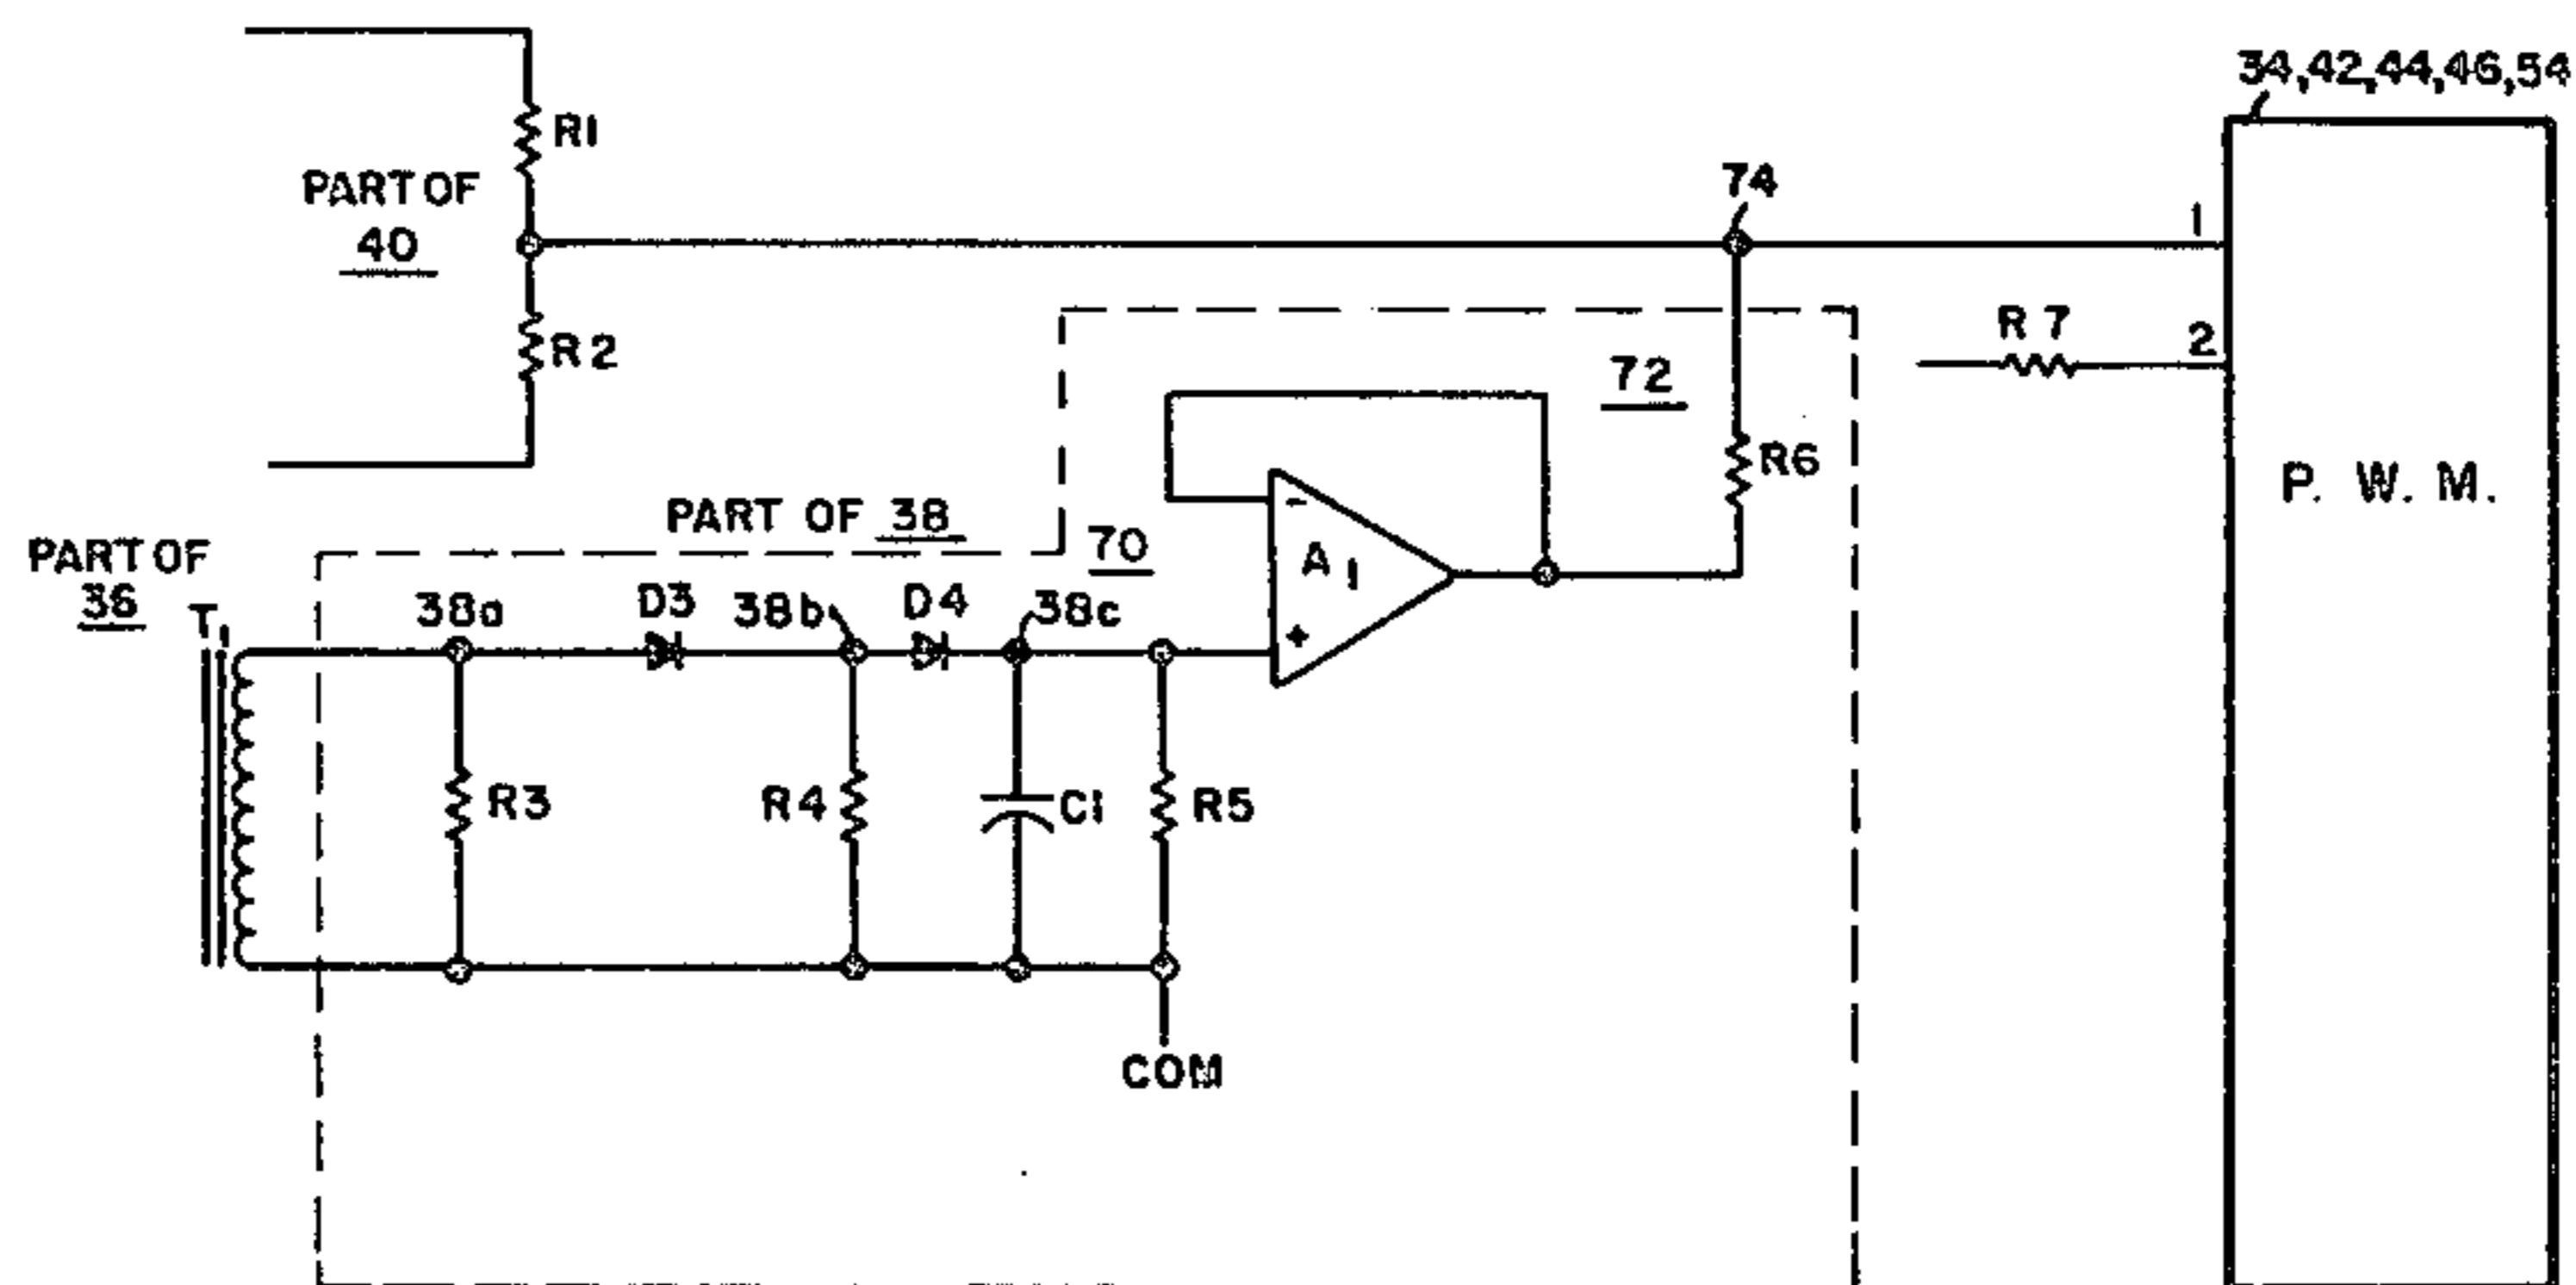 34,42,44,46,54
R1
PART OF
40
74
1
R2
R 7
2
72
R6
P. W. M.
PART OF 38
70
A1
-
+
PART OF
36
T1
38a
D3
38b
D4
38c
R3
R4
C1
R5
COM